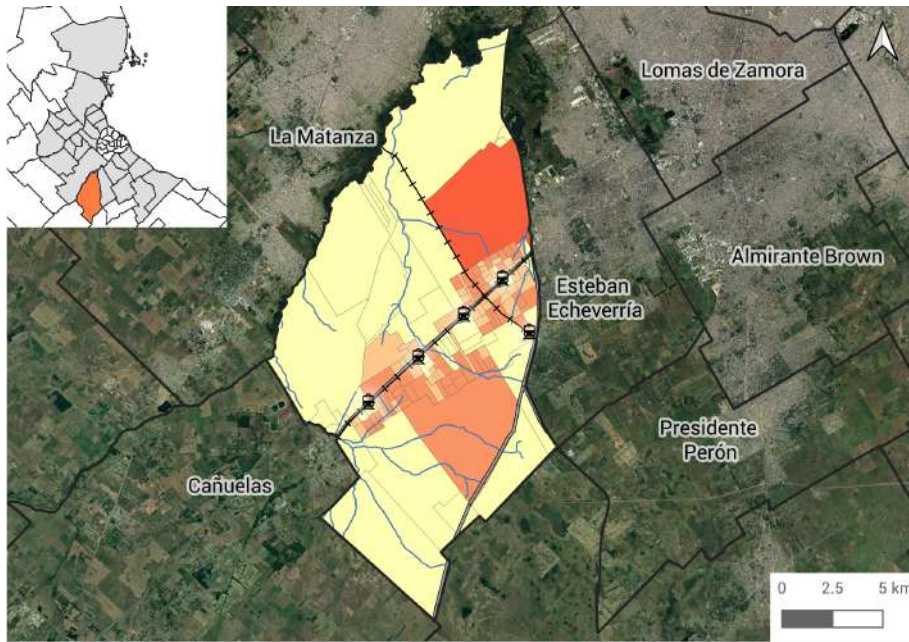 Lomas de Zamora
La Matanza
Almirante Brown
Esteban
Echeverría
Presidente
Perón
Cañuelas
0 2.5 5 km